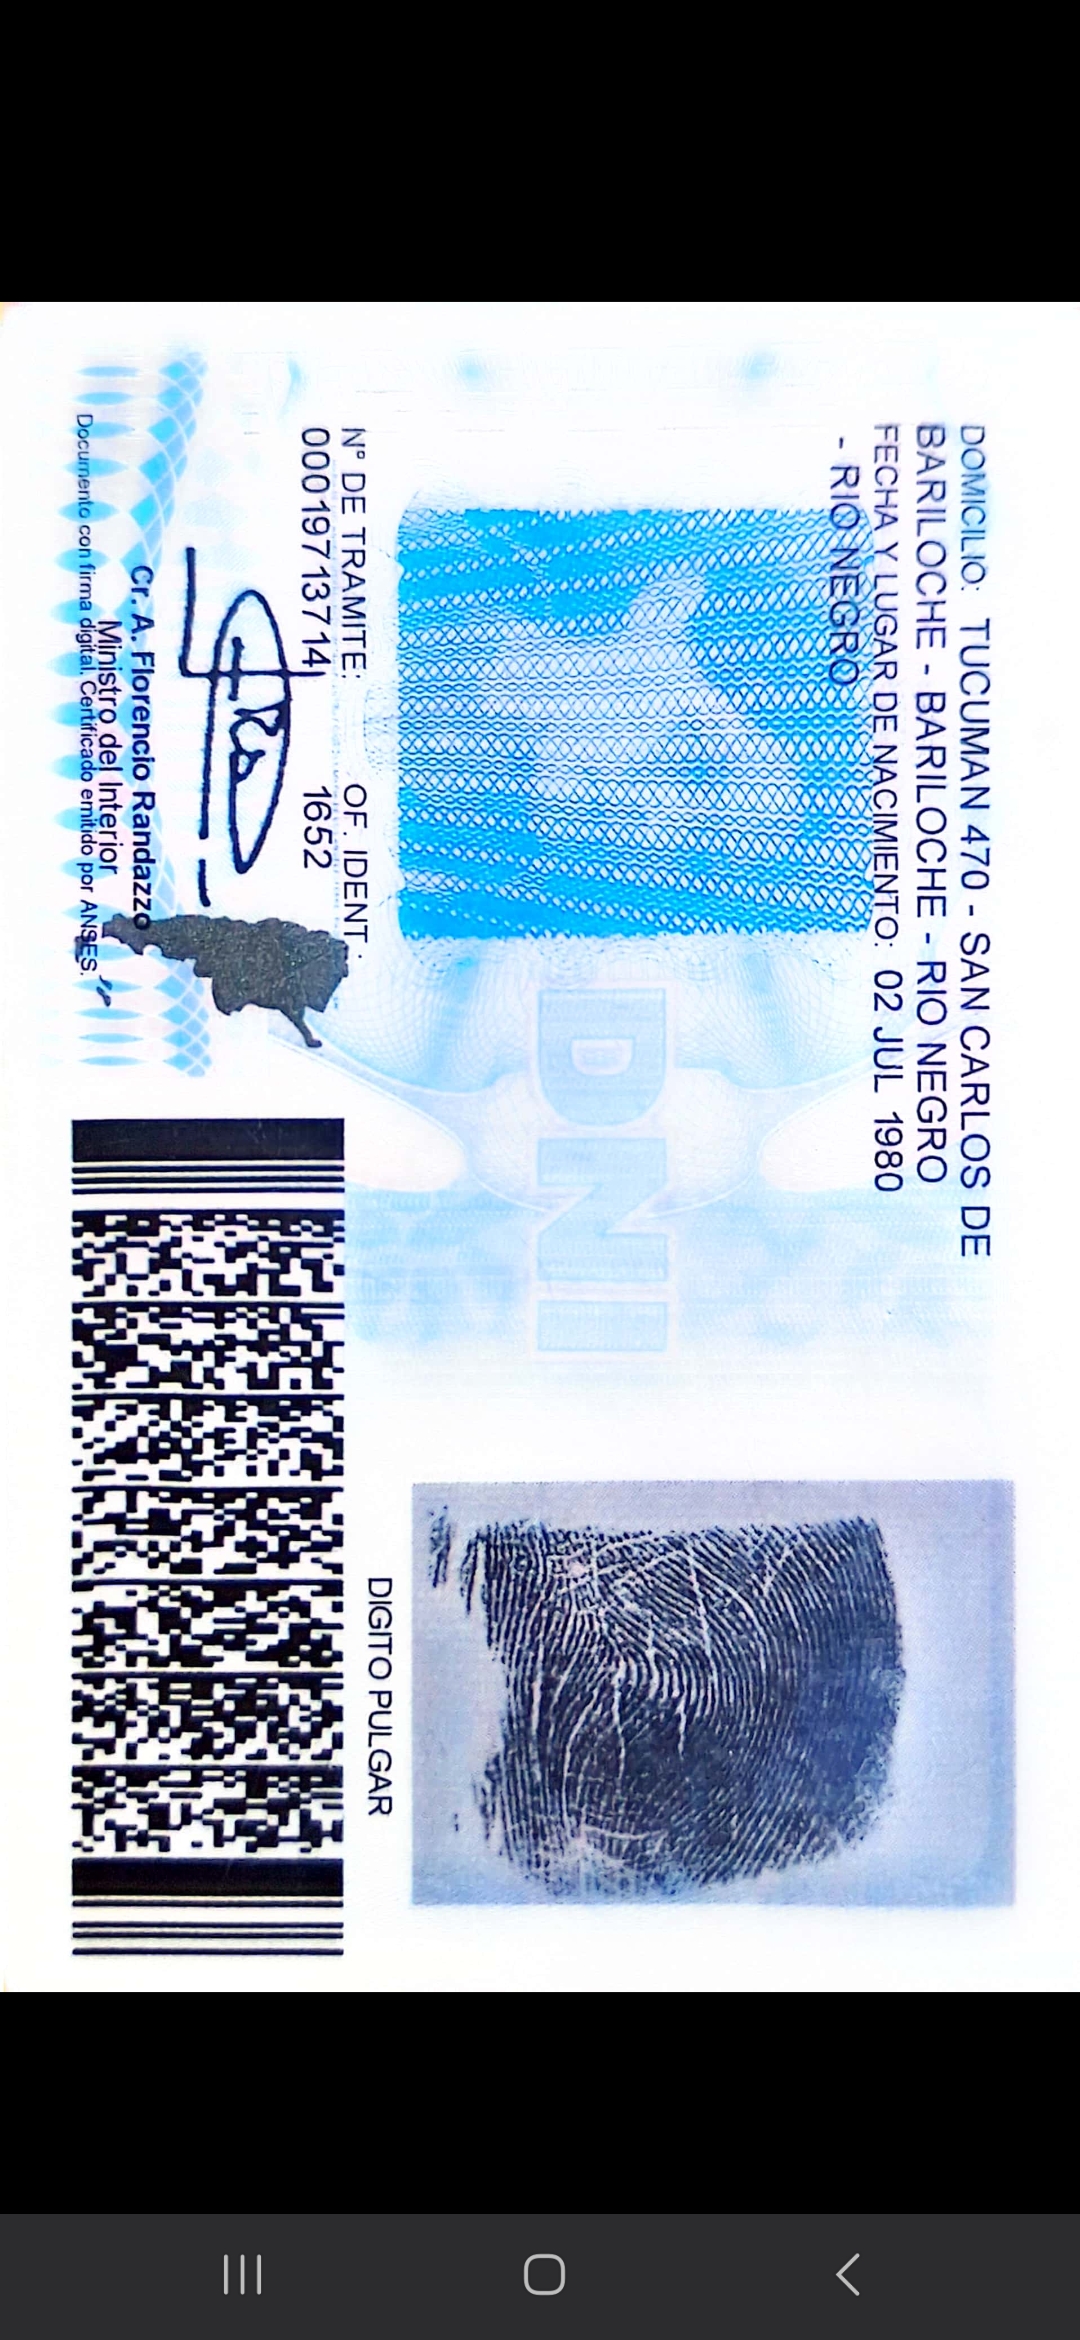 DOMICILIO: TUCUMAN 470 - SAN CARLOS DE
BARILOCHE - BARILOCHE - RIO NEGRO
FECHA Y LUGAR DE NACIMIENTO: 02 JUL 1980
- RIO NEGRO
DNI
Nº DE TRAMITE: OF. IDENT.
00019713714 1652
Cr. A. Florencio Randazzo
Ministro del Interior
Documento con firma digital. Certificado emitido por ANSES.
DIGITO PULGAR